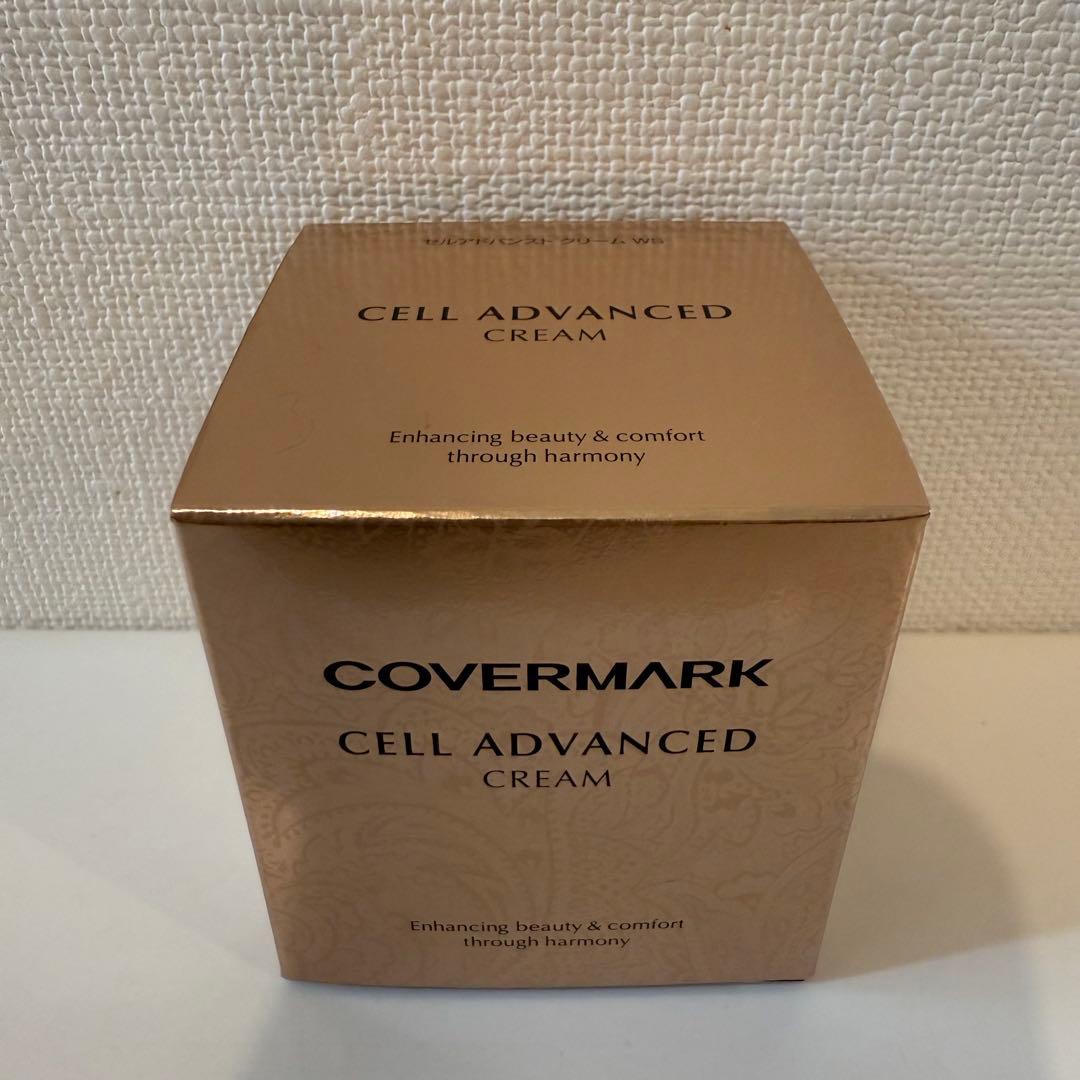 セルアドバンスト クリーム WS
CELL ADVANCED
CREAM
Enhancing beauty & comfort
through harmony
COVERMARK
CELL ADVANCED
CREAM
Enhancing beauty & comfort
through harmony